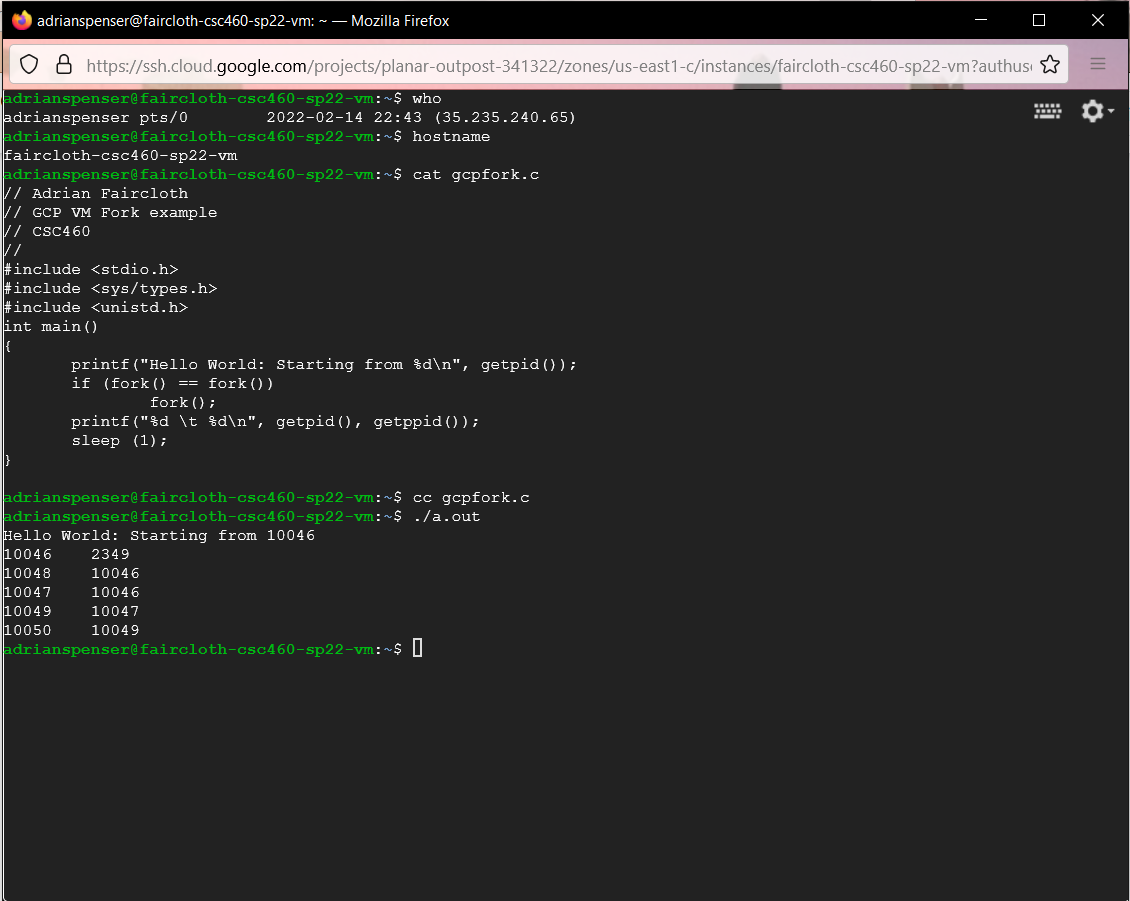 adrianspenser@faircloth-csc460-sp22-vm: ~ — Mozilla Firefox
https://ssh.cloud.google.com/projects/planar-outpost-341322/zones/us-east1-c/instances/faircloth-csc460-sp22-vm?authus
adrianspenser@faircloth-csc460-sp22-vm:~$ who
adrianspenser pts/0        2022-02-14 22:43 (35.235.240.65)
adrianspenser@faircloth-csc460-sp22-vm:~$ hostname
faircloth-csc460-sp22-vm
adrianspenser@faircloth-csc460-sp22-vm:~$ cat gcpfork.c
// Adrian Faircloth
// GCP VM Fork example
// CSC460
//
#include <stdio.h>
#include <sys/types.h>
#include <unistd.h>
int main()
{
       printf("Hello World: Starting from %d\n", getpid());
       if (fork() == fork())
               fork();
       printf("%d \t %d\n", getpid(), getppid());
       sleep (1);
}
adrianspenser@faircloth-csc460-sp22-vm:~$ cc gcpfork.c
adrianspenser@faircloth-csc460-sp22-vm:~$ ./a.out
Hello World: Starting from 10046
10046    2349
10048    10046
10047    10046
10049    10047
10050    10049
adrianspenser@faircloth-csc460-sp22-vm:~$